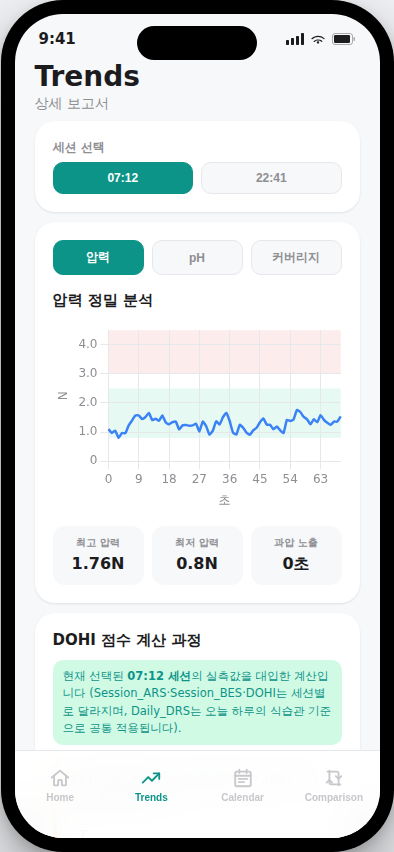 9:41
Trends
상세 보고서
세션 선택
07:12 22:41
압력 pH 커버리지
압력 정밀 분석
4.0
3.0
2.0
1.0
0
N
0 9 18 27 36 45 54 63
초
최고 압력 최저 압력 과압 노출
1.76N 0.8N 0초
DOHI 점수 계산 과정
현재 선택된 07:12 세션의 실측값을 대입한 계산입
니다 (Session_ARS·Session_BES·DOHI는 세션별
로 달라지며, Daily_DRS는 오늘 하루의 식습관 기준
으로 공통 적용됩니다).
Home Trends Calendar Comparison